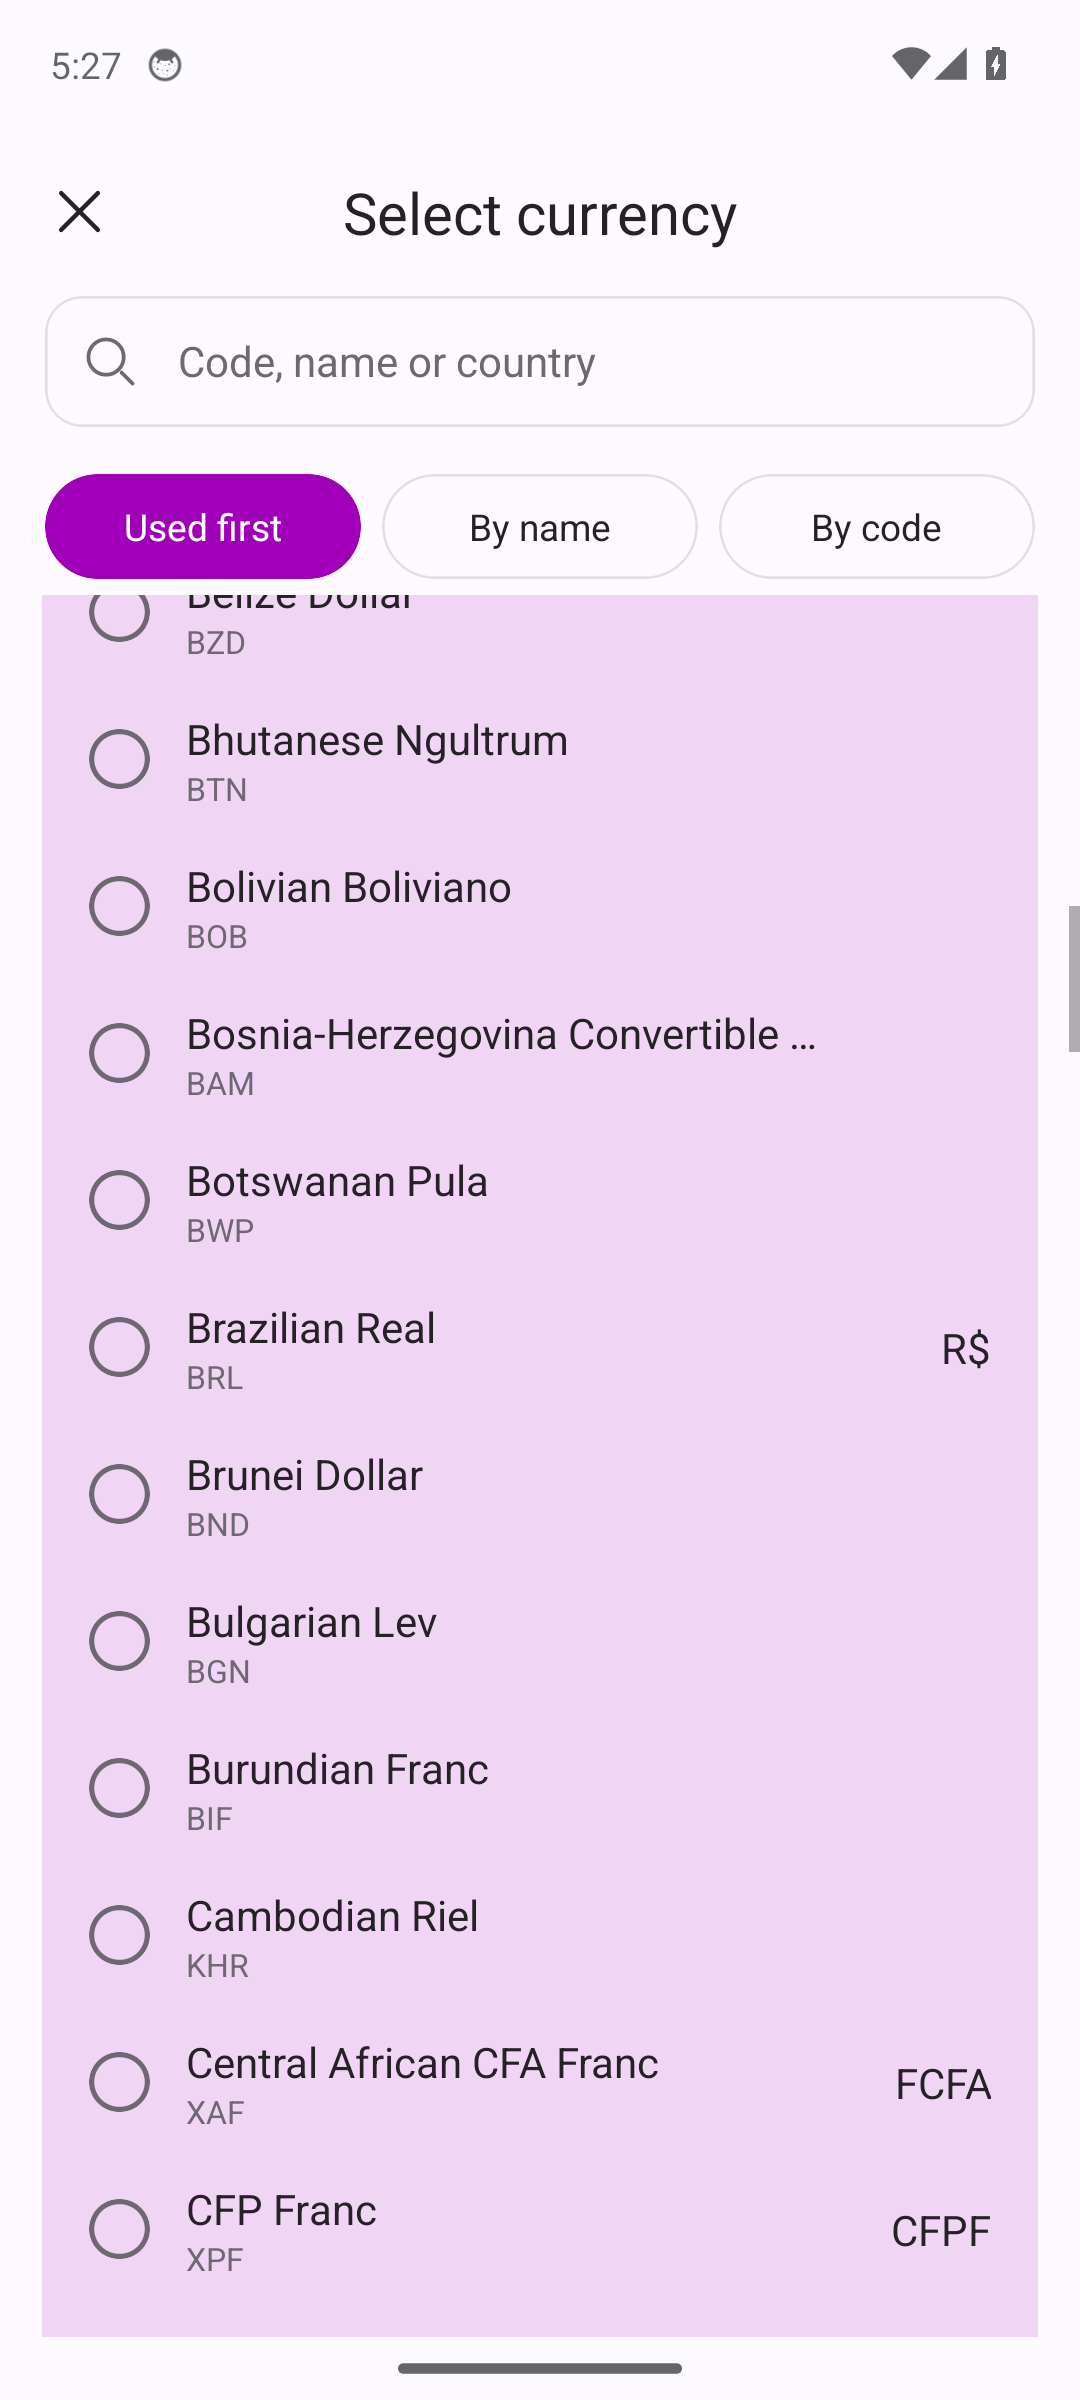 5:27
Select currency
Code, name or country
Used first
By name
By code
Belize Dollar
BZD
Bhutanese Ngultrum
BTN
Bolivian Boliviano
BOB
Bosnia-Herzegovina Convertible …
BAM
Botswanan Pula
BWP
Brazilian Real
BRL
R$
Brunei Dollar
BND
Bulgarian Lev
BGN
Burundian Franc
BIF
Cambodian Riel
KHR
Central African CFA Franc
XAF
FCFA
CFP Franc
XPF
CFPF